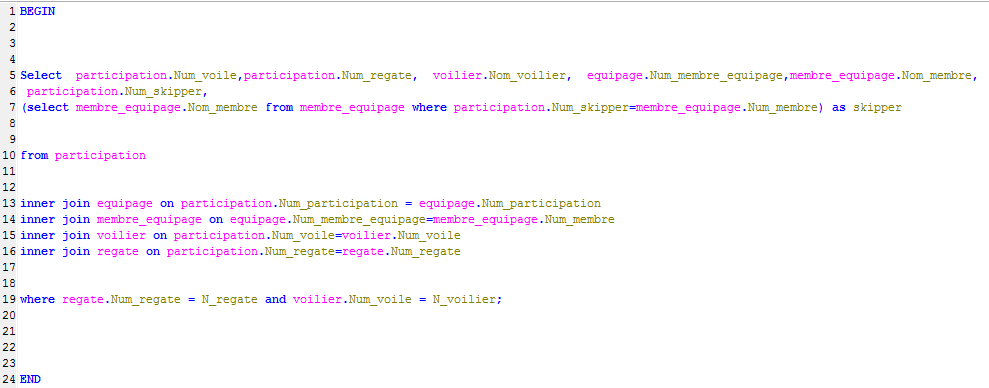 1 BEGIN
2
3
4
5 Select participation.Num_voile,participation.Num_regate, voilier.Nom_voilier, equipage.Num_membre_equipage,membre_equipage.Nom_membre,
6 participation.Num_skipper,
7 (select membre_equipage.Nom_membre from membre_equipage where participation.Num_skipper=membre_equipage.Num_membre) as skipper
8
9
10 from participation
11
12
13 inner join equipage on participation.Num_participation = equipage.Num_participation
14 inner join membre_equipage on equipage.Num_membre_equipage=membre_equipage.Num_membre
15 inner join voilier on participation.Num_voile=voilier.Num_voile
16 inner join regate on participation.Num_regate=regate.Num_regate
17
18
19 where regate.Num_regate = N_regate and voilier.Num_voile = N_voilier;
20
21
22
23
24 END